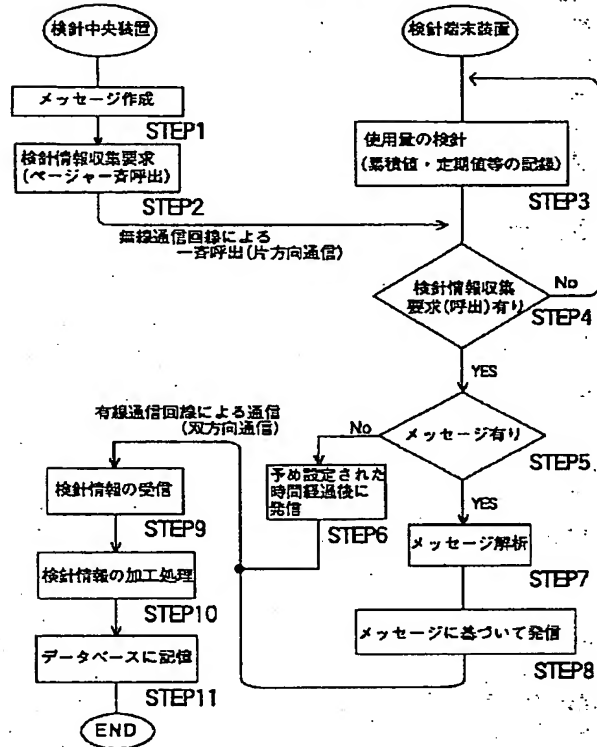 検針中央装置
メッセージ作成
STEP1
検針情報収集要求
(ページャー斉呼出)
STEP2
無線通信回線による
一斉呼出(片方向通信)
検針端末装置
使用量の検針
(累積値・定期値等の記録)
STEP3
検針情報収集
要求(呼出)有り
No
STEP4
YES
メッセージ有り
No
STEP5
YES
予め設定された
時間経過後に
発信
STEP6
メッセージ解析
STEP7
メッセージに基づいて発信
STEP8
有線通信回線による通信
(双方向通信)
検針情報の受信
STEP9
検針情報の加工処理
STEP10
データベースに記憶
STEP11
END